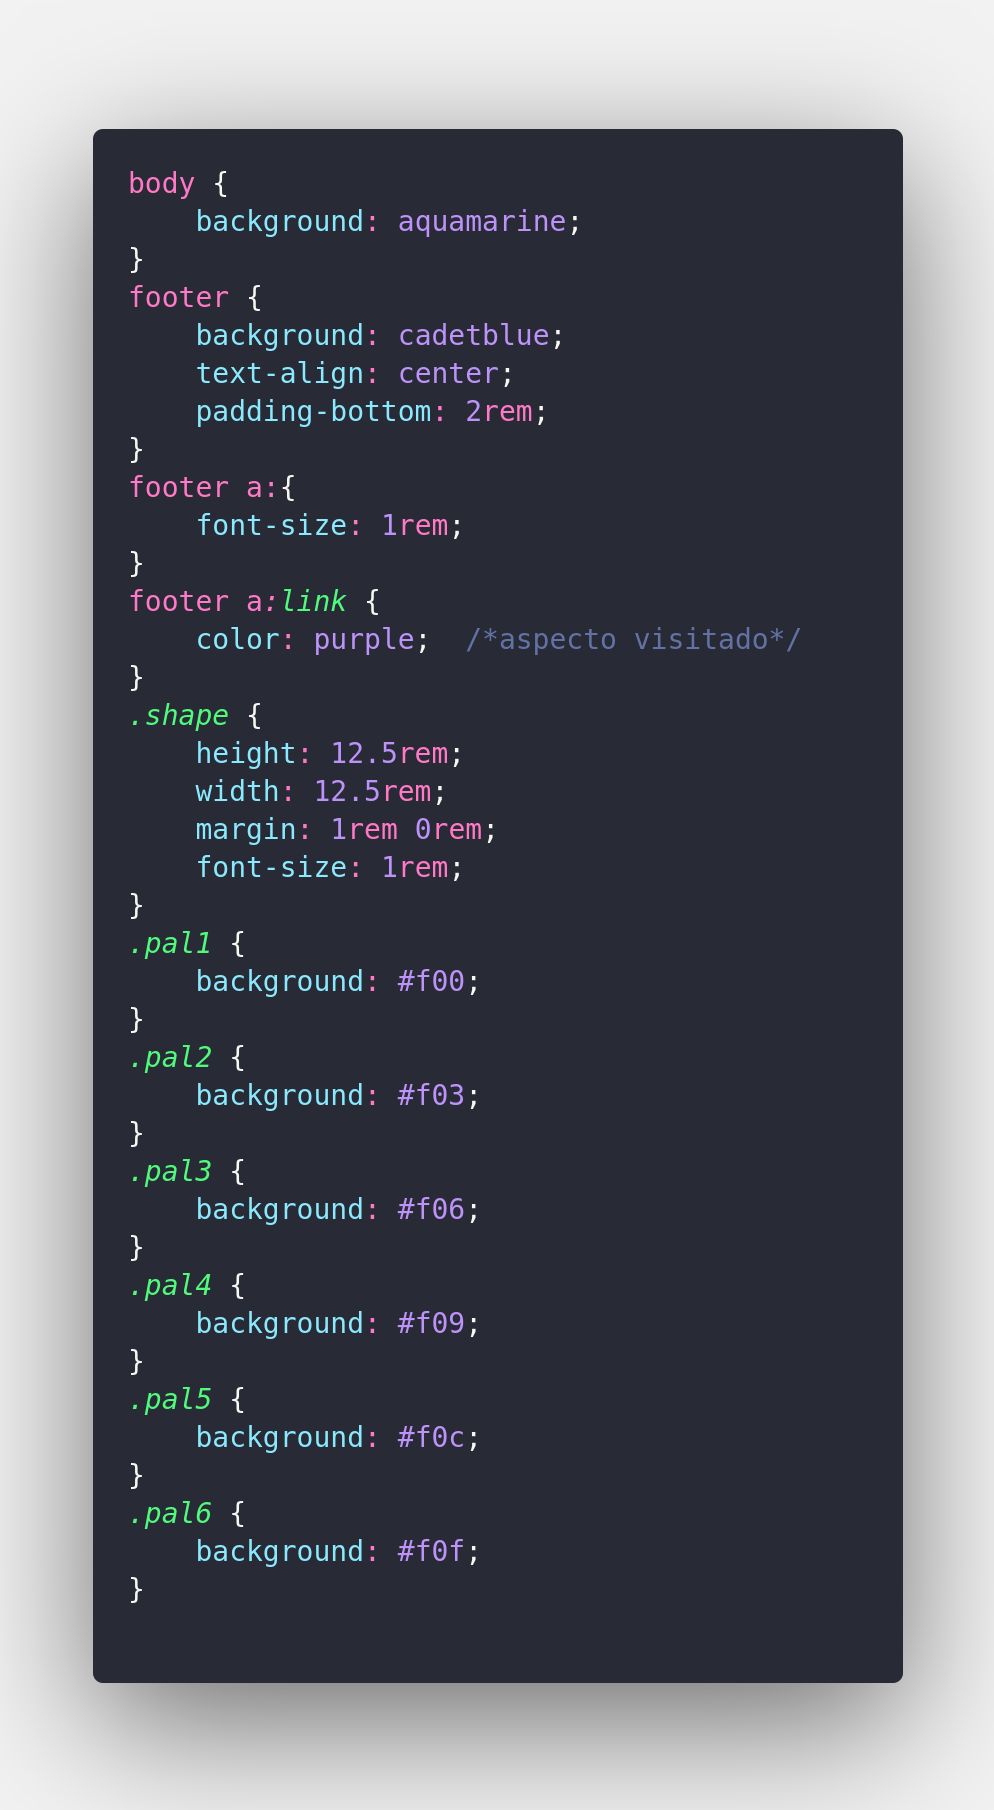 body {
    background: aquamarine;
}
footer {
    background: cadetblue;
    text-align: center;
    padding-bottom: 2rem;
}
footer a:{
    font-size: 1rem;
}
footer a:link {
    color: purple;  /*aspecto visitado*/
}
.shape {
    height: 12.5rem;
    width: 12.5rem;
    margin: 1rem 0rem;
    font-size: 1rem;
}
.pal1 {
    background: #f00;
}
.pal2 {
    background: #f03;
}
.pal3 {
    background: #f06;
}
.pal4 {
    background: #f09;
}
.pal5 {
    background: #f0c;
}
.pal6 {
    background: #f0f;
}